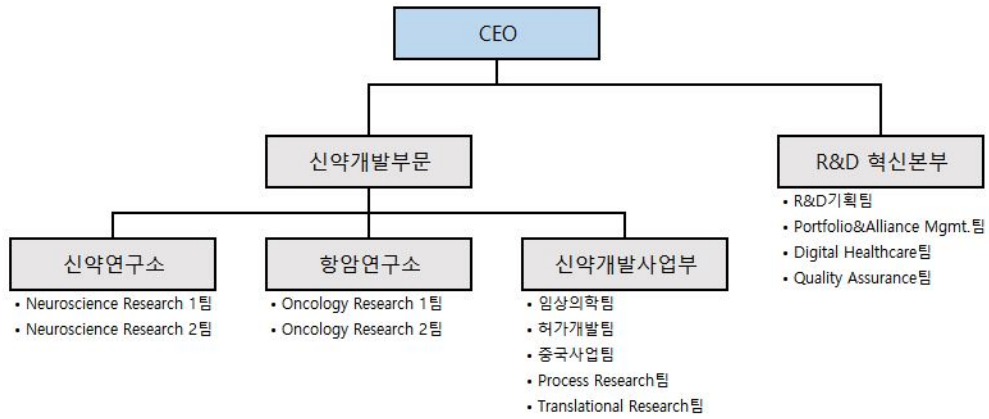 CEO
신약개발부문
R&D 혁신본부
• R&D기획팀
• Portfolio&Alliance Mgmt.팀
• Digital Healthcare팀
• Quality Assurance팀
신약연구소
• Neuroscience Research 1팀
• Neuroscience Research 2팀
항암연구소
• Oncology Research 1팀
• Oncology Research 2팀
신약개발사업부
• 임상의학팀
• 허가개발팀
• 중국사업팀
• Process Research팀
• Translational Research팀